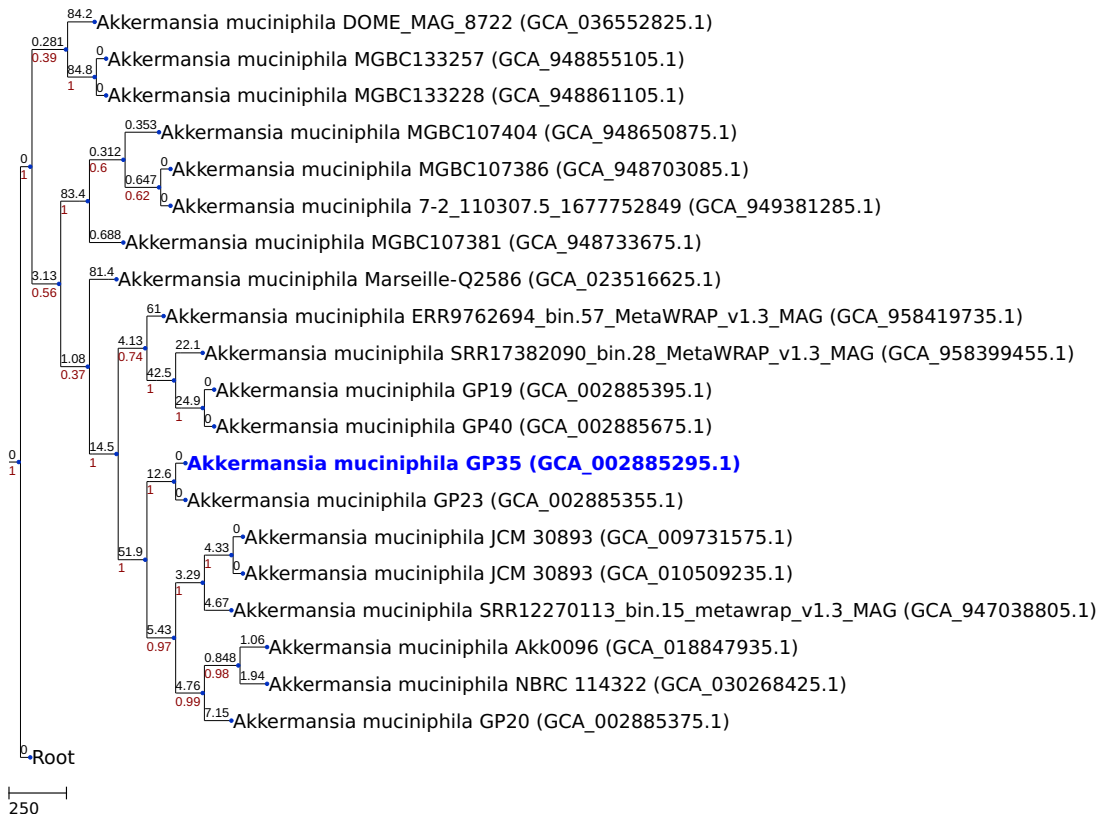 84.2
Akkermansia muciniphila DOME_MAG_8722 (GCA_036552825.1)
0.281
0.39
0
Akkermansia muciniphila MGBC133257 (GCA_948855105.1)
84.8
1
0
Akkermansia muciniphila MGBC133228 (GCA_948861105.1)
0.353
Akkermansia muciniphila MGBC107404 (GCA_948650875.1)
0.312
0.6
0
1
0
Akkermansia muciniphila MGBC107386 (GCA_948703085.1)
0.647
0.62
83.4
1
0
Akkermansia muciniphila 7-2_110307.5_1677752849 (GCA_949381285.1)
0.688
Akkermansia muciniphila MGBC107381 (GCA_948733675.1)
3.13
0.56
81.4
Akkermansia muciniphila Marseille-Q2586 (GCA_023516625.1)
61
Akkermansia muciniphila ERR9762694_bin.57_MetaWRAP_v1.3_MAG (GCA_958419735.1)
4.13
0.74
22.1
Akkermansia muciniphila SRR17382090_bin.28_MetaWRAP_v1.3_MAG (GCA_958399455.1)
1.08
0.37
42.5
1
0
Akkermansia muciniphila GP19 (GCA_002885395.1)
24.9
1
0
Akkermansia muciniphila GP40 (GCA_002885675.1)
14.5
1
0
1
0
Akkermansia muciniphila GP35 (GCA_002885295.1)
12.6
1
0
Akkermansia muciniphila GP23 (GCA_002885355.1)
0
Akkermansia muciniphila JCM 30893 (GCA_009731575.1)
51.9
1
4.33
1
0
Akkermansia muciniphila JCM 30893 (GCA_010509235.1)
3.29
1
4.67
Akkermansia muciniphila SRR12270113_bin.15_metawrap_v1.3_MAG (GCA_947038805.1)
5.43
0.97
1.06
Akkermansia muciniphila Akk0096 (GCA_018847935.1)
0.848
0.98
1.94
Akkermansia muciniphila NBRC 114322 (GCA_030268425.1)
4.76
0.99
7.15
Akkermansia muciniphila GP20 (GCA_002885375.1)
0
Root
250